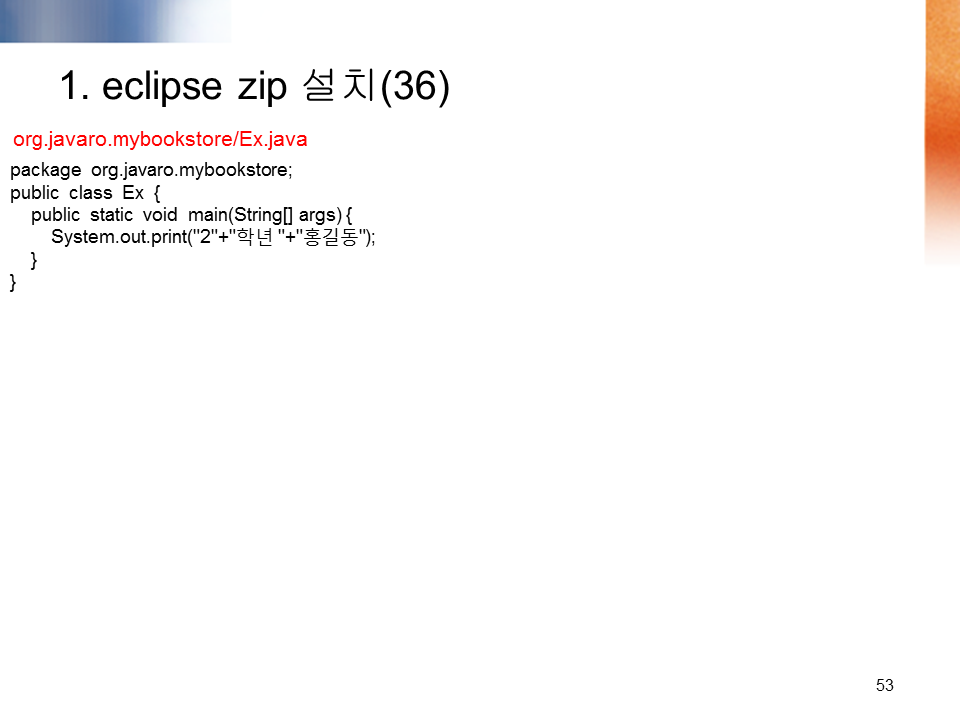 1. eclipse zip 설치(36)
org.javaro.mybookstore/Ex.java
package org.javaro.mybookstore;
public class Ex {
public static void main(String[] args) {
System.out.print("2"+"학년 "+"홍길동");
}
}
53